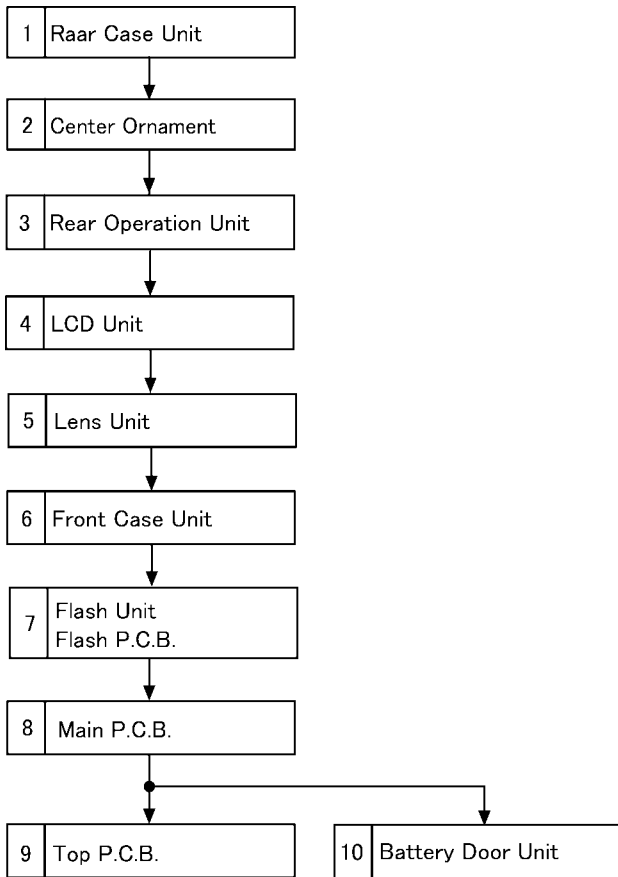 1 Raar Case Unit
2 Center Ornament
3 Rear Operation Unit
4 LCD Unit
5 Lens Unit
6 Front Case Unit
7 Flash Unit
Flash P.C.B.
8 Main P.C.B.
9 Top P.C.B.
10 Battery Door Unit